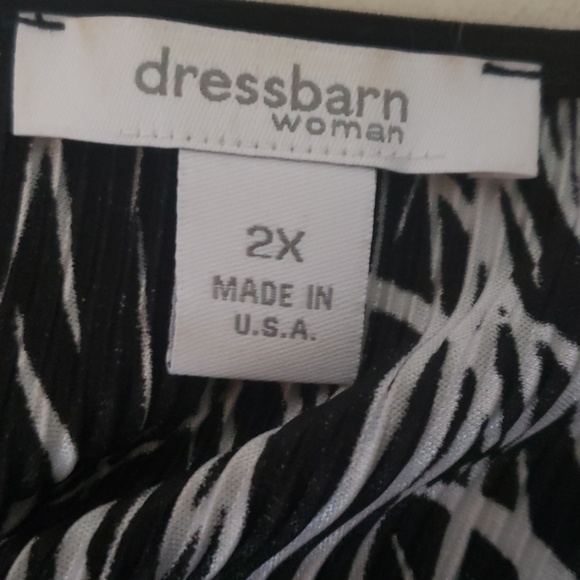 dressbarn
woman
2X
MADE IN
U.S.A.